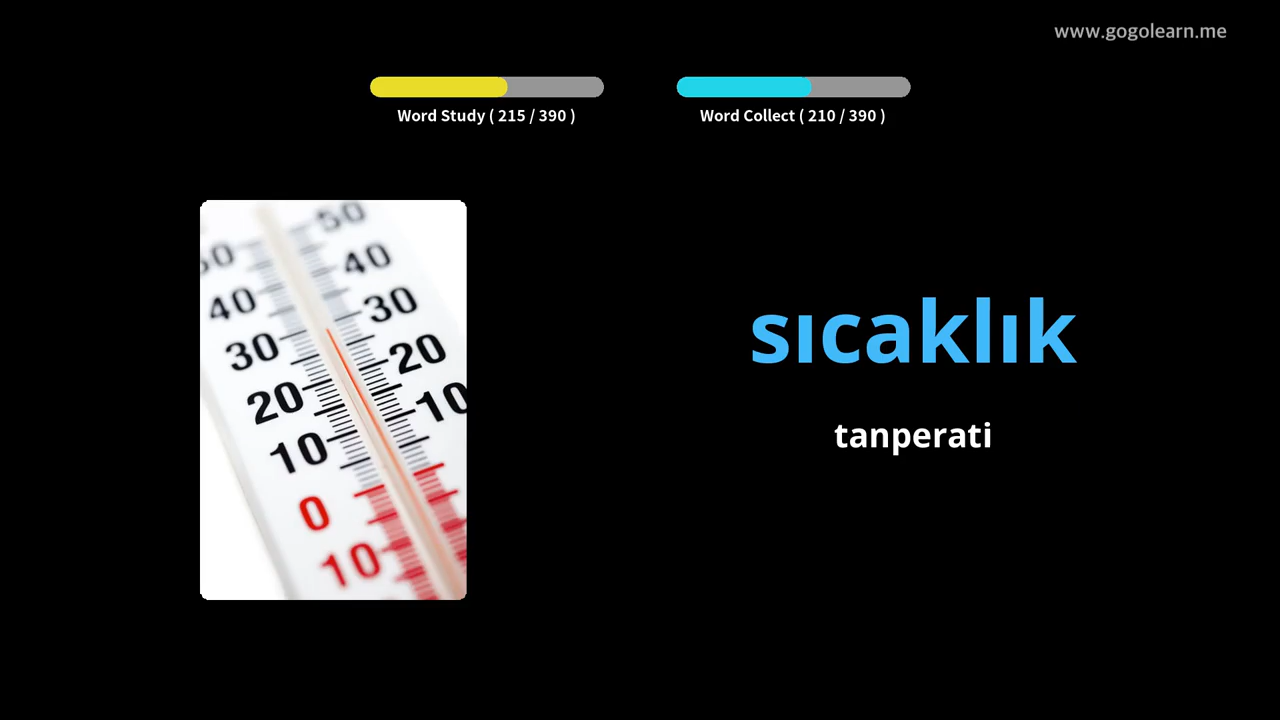 www.gogolearn.me
Word Study ( 215 / 390 )
Word Collect ( 210 / 390 )
50
50
40
40
30
30
20
20
10
10
0
10
sıcaklık
tanperati